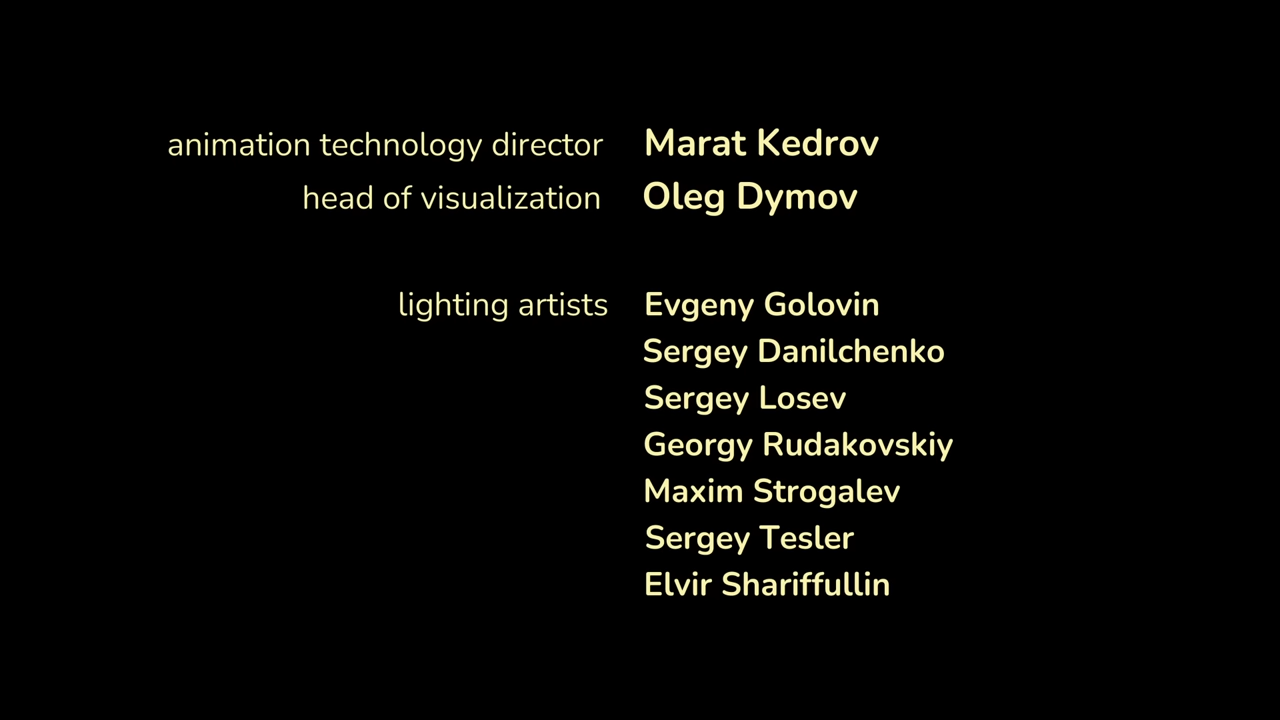 animation technology director Marat Kedrov
head of visualization Oleg Dymov
lighting artists Evgeny Golovin
Sergey Danilchenko
Sergey Losev
Georgy Rudakovskiy
Maxim Strogalev
Sergey Tesler
Elvir Shariffullin